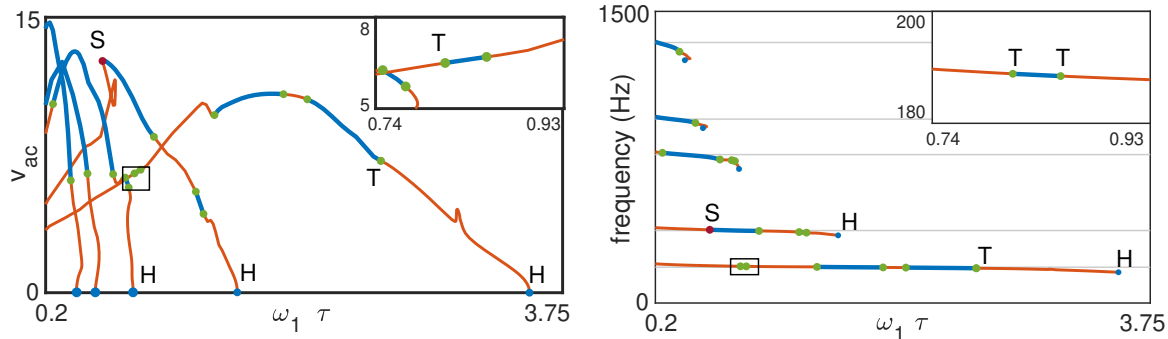 15
v_ac
0
0.2
ω_1 τ
3.75
S
H
H
H
T
8
5
0.74
0.93
T
1500
frequency (Hz)
0
0.2
ω_1 τ
3.75
S
H
T
H
200
180
0.74
0.93
T T